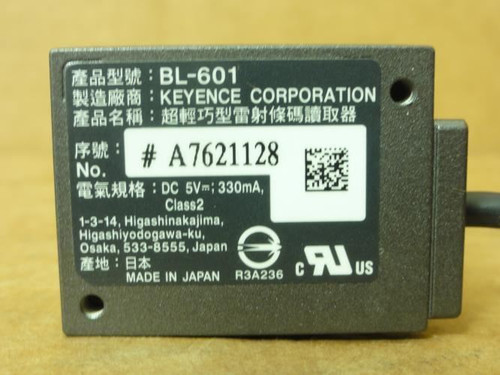 產品型號：BL-601
製造廠商：KEYENCE CORPORATION
產品名稱：超輕巧型雷射條碼讀取器
序號：
No.
# A7621128
電氣規格：DC 5V⎓; 330mA,
Class2
1-3-14, Higashinakajima,
Higashiyodogawa-ku,
Osaka, 533-8555, Japan
產地：日本
MADE IN JAPAN
R3A236
c RU US